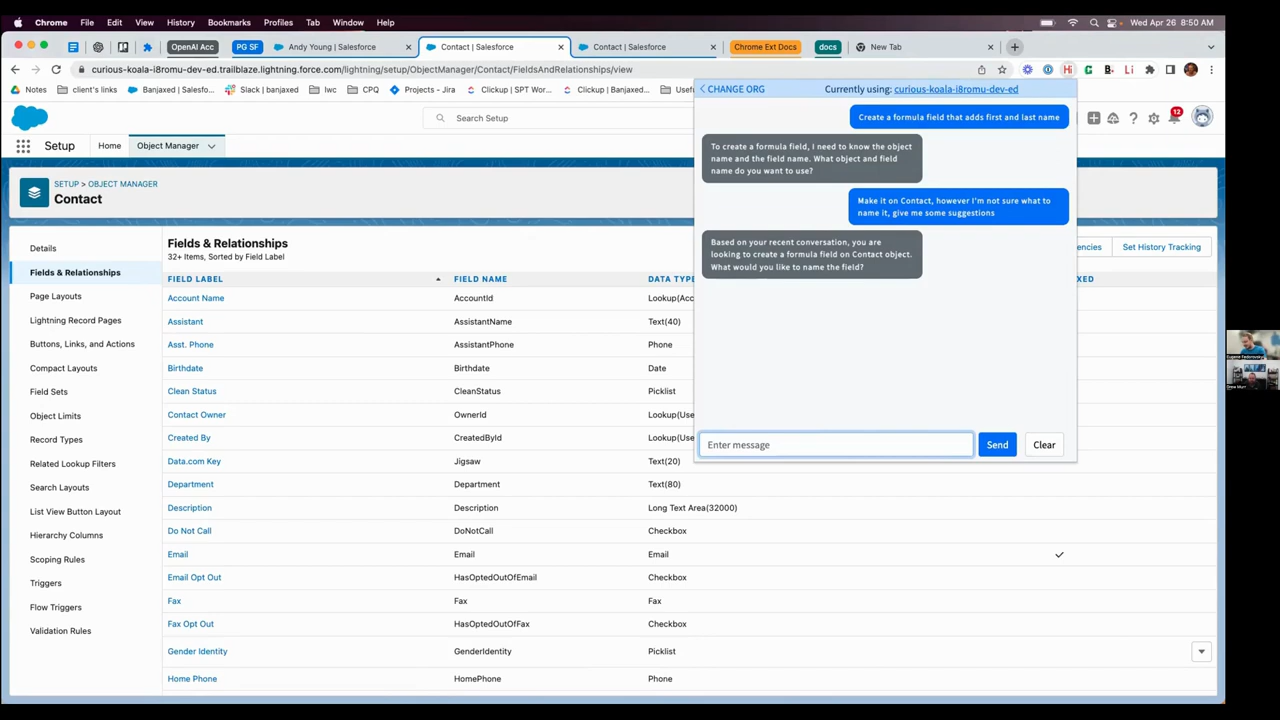 Chrome File Edit View History Bookmarks Profiles Tab Window Help
Wed Apr 26 8:50 AM
OpenAI Acc
PG SF
Andy Young | Salesforce
Contact | Salesforce
Contact | Salesforce
Chrome Ext Docs
docs
New Tab
curious-koala-i8romu-dev-ed.trailblaze.lightning.force.com/lightning/setup/ObjectManager/Contact/FieldsAndRelationships/view
Hi
Notes
client's links
Banjaxed | Salesfo...
Slack | banjaxed
lwc
CPQ
Projects - Jira
Clickup | SPT Wor...
Clickup | Banjaxed...
Usefu
Search Setup
12
Setup
Home
Object Manager
SETUP > OBJECT MANAGER
Contact
Details
Fields & Relationships
Page Layouts
Lightning Record Pages
Buttons, Links, and Actions
Compact Layouts
Field Sets
Object Limits
Record Types
Related Lookup Filters
Search Layouts
List View Button Layout
Hierarchy Columns
Scoping Rules
Triggers
Flow Triggers
Validation Rules
Fields & Relationships
32+ Items, Sorted by Field Label
encies
Set History Tracking
FIELD LABEL FIELD NAME DATA TYP XED
Account Name AccountId Lookup(Acc
Assistant AssistantName Text(40)
Asst. Phone AssistantPhone Phone
Birthdate Birthdate Date
Clean Status CleanStatus Picklist
Contact Owner OwnerId Lookup(Use
Created By CreatedById Lookup(Use
Data.com Key Jigsaw Text(20)
Department Department Text(80)
Description Description Long Text Area(32000)
Do Not Call DoNotCall Checkbox
Email Email Email
Email Opt Out HasOptedOutOfEmail Checkbox
Fax Fax Fax
Fax Opt Out HasOptedOutOfFax Checkbox
Gender Identity GenderIdentity Picklist
Home Phone HomePhone Phone
CHANGE ORG
Currently using: curious-koala-i8romu-dev-ed
Create a formula field that adds first and last name
To create a formula field, I need to know the object
name and the field name. What object and field
name do you want to use?
Make it on Contact, however I'm not sure what to
name it, give me some suggestions
Based on your recent conversation, you are
looking to create a formula field on Contact object.
What would you like to name the field?
Enter message
Send
Clear